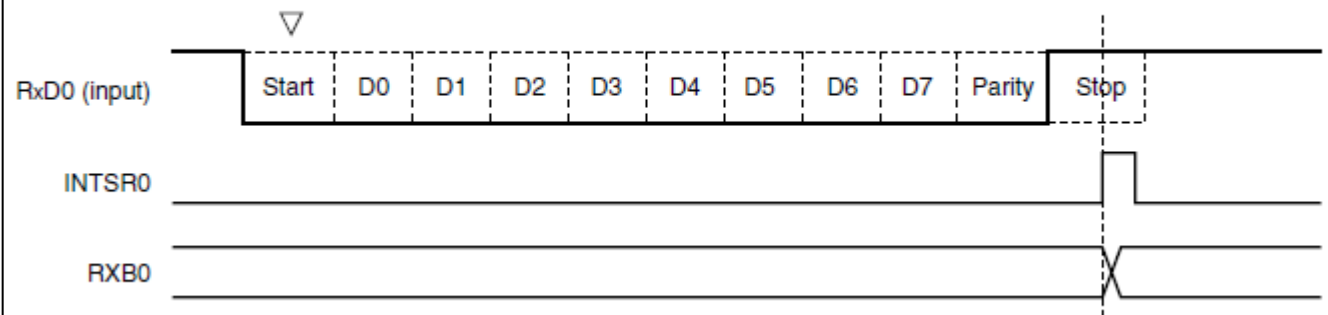 RxD0 (input) Start D0 D1 D2 D3 D4 D5 D6 D7 Parity Stop
INTSR0
RXB0